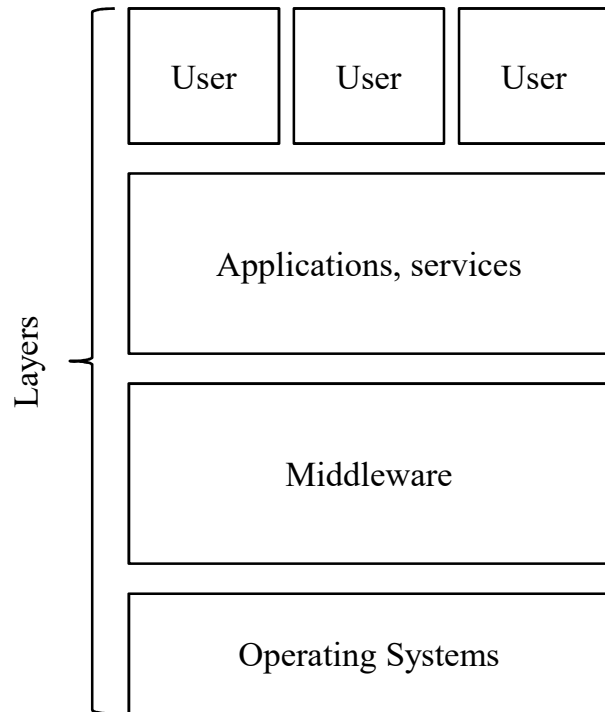 User
User
User
Applications, services
Layers
Middleware
Operating Systems